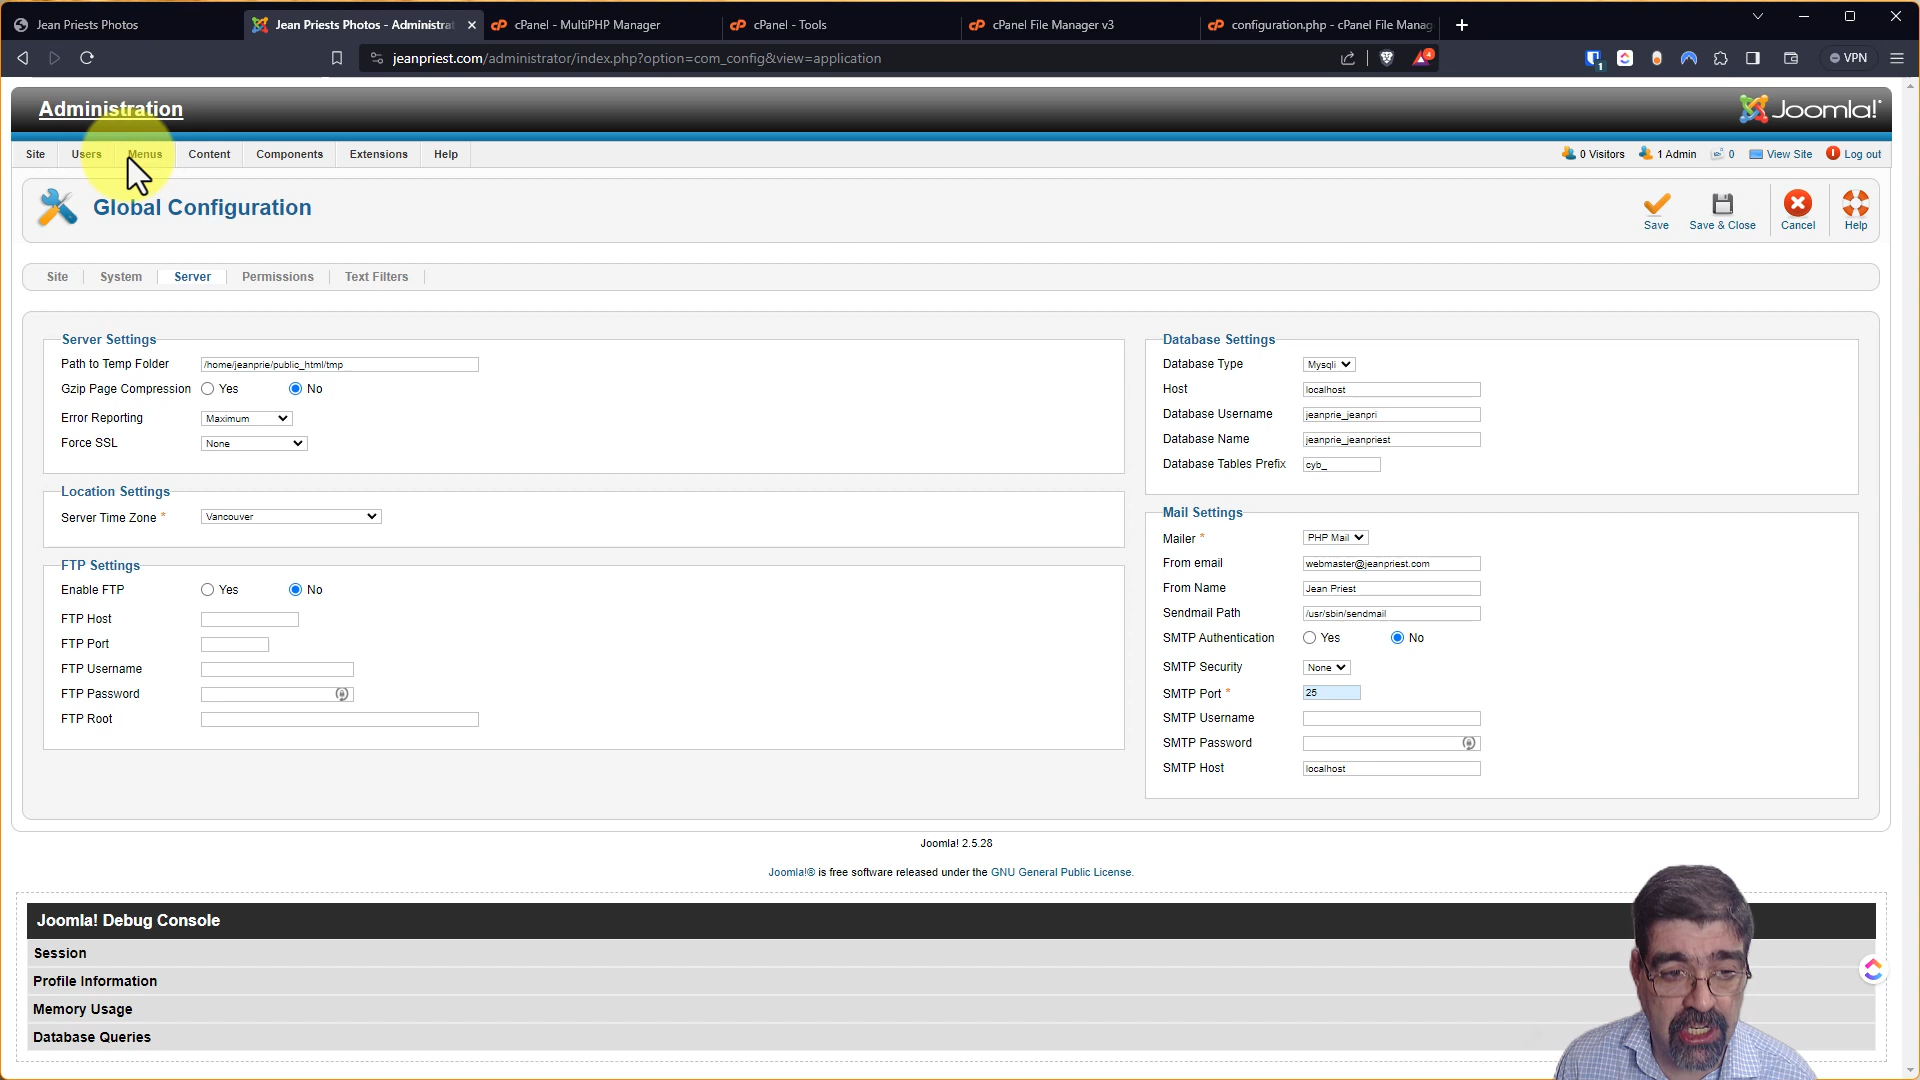 Jean Priests Photos
Jean Priests Photos - Administrat
cPanel - MultiPHP Manager
cPanel - Tools
cPanel File Manager v3
configuration.php - cPanel File Manag
jeanpriest.com/administrator/index.php?option=com_config&view=application
4
1
VPN
Administration
Joomla!
Site Users Menus Content Components Extensions Help
0 Visitors 1 Admin 0 View Site Log out
Global Configuration
Save Save & Close Cancel Help
Site System Server Permissions Text Filters
Server Settings
Path to Temp Folder /home/jeanprie/public_html/tmp
Gzip Page Compression Yes No
Error Reporting Maximum
Force SSL None
Location Settings
Server Time Zone * Vancouver
FTP Settings
Enable FTP Yes No
FTP Host
FTP Port
FTP Username
FTP Password
FTP Root
Database Settings
Database Type Mysqli
Host localhost
Database Username jeanprie_jeanpri
Database Name jeanprie_jeanpriest
Database Tables Prefix cyb_
Mail Settings
Mailer * PHP Mail
From email webmaster@jeanpriest.com
From Name Jean Priest
Sendmail Path /usr/sbin/sendmail
SMTP Authentication Yes No
SMTP Security None
SMTP Port * 25
SMTP Username
SMTP Password
SMTP Host localhost
Joomla! 2.5.28
Joomla!® is free software released under the GNU General Public License.
Joomla! Debug Console
Session
Profile Information
Memory Usage
Database Queries